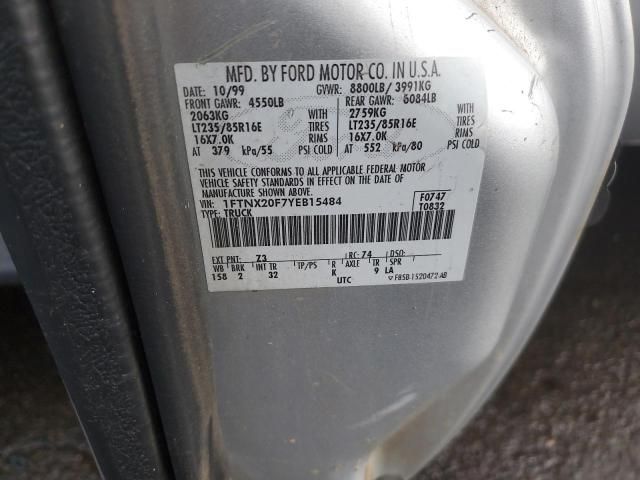 MFD. BY FORD MOTOR CO. IN U.S.A.
DATE: 10/99 GVWR: 8800LB/ 3991KG
FRONT GAWR: 4550LB REAR GAWR: 6084LB
2063KG 2759KG
LT235/85R16E TIRES LT235/85R16E TIRES
16X7.0K RIMS 16X7.0K RIMS
AT 379 kPa/55 PSI COLD AT 552 kPa/80 PSI COLD
THIS VEHICLE CONFORMS TO ALL APPLICABLE FEDERAL MOTOR
VEHICLE SAFETY STANDARDS IN EFFECT ON THE DATE OF
MANUFACTURE SHOWN ABOVE.
VIN: 1FTNX20F7YEB15484 F0747
TYPE: TRUCK T0832
EXT PNT: Z3 RC: 74 DSO:
WB BRK INT TR TP/PS R AXLE TR SPR
158 2 32 K 9 LA
UTC F85B-1520472-AB